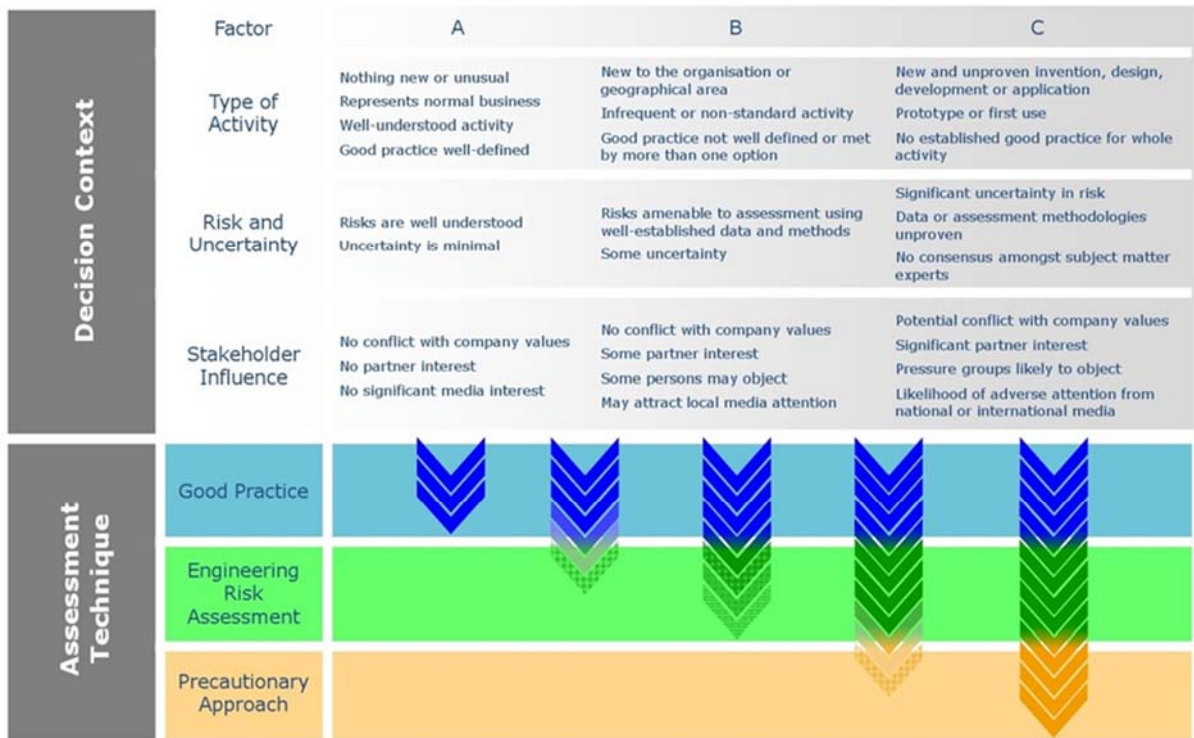 Decision Context
Factor
A
B
C
Type of
Activity
Nothing new or unusual
Represents normal business
Well-understood activity
Good practice well-defined
New to the organisation or
geographical area
Infrequent or non-standard activity
Good practice not well defined or met
by more than one option
New and unproven invention, design,
development or application
Prototype or first use
No established good practice for whole
activity
Risk and
Uncertainty
Risks are well understood
Uncertainty is minimal
Risks amenable to assessment using
well-established data and methods
Some uncertainty
Significant uncertainty in risk
Data or assessment methodologies
unproven
No consensus amongst subject matter
experts
Stakeholder
Influence
No conflict with company values
No partner interest
No significant media interest
No conflict with company values
Some partner interest
Some persons may object
May attract local media attention
Potential conflict with company values
Significant partner interest
Pressure groups likely to object
Likelihood of adverse attention from
national or international media
Assessment
Technique
Good Practice
Engineering
Risk
Assessment
Precautionary
Approach